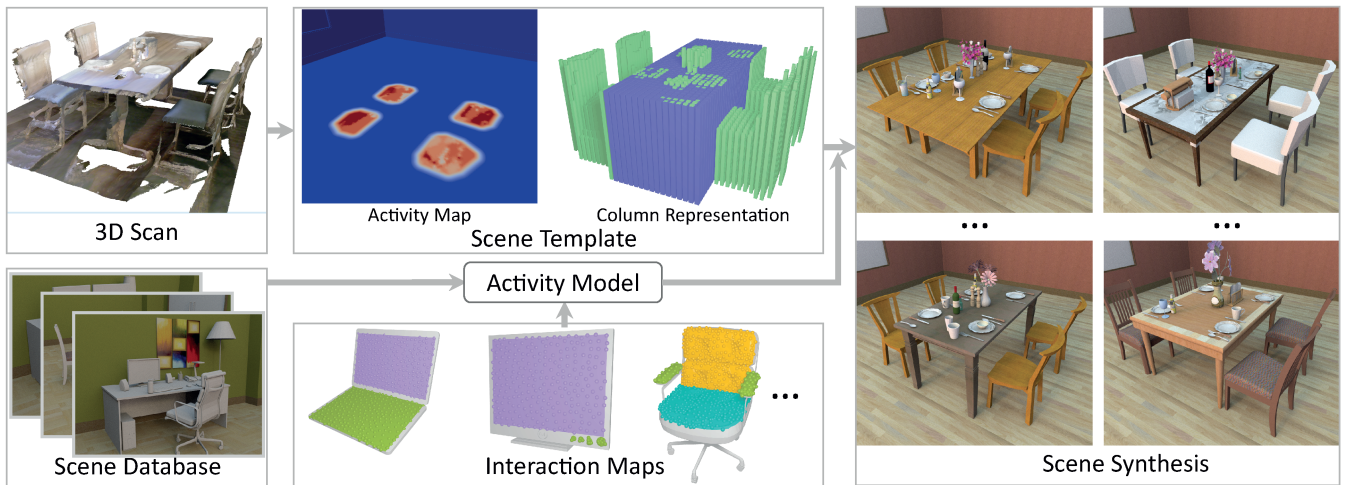 3D Scan
Activity Map
Column Representation
Scene Template
Activity Model
Scene Database
Interaction Maps
...
...
...
Scene Synthesis